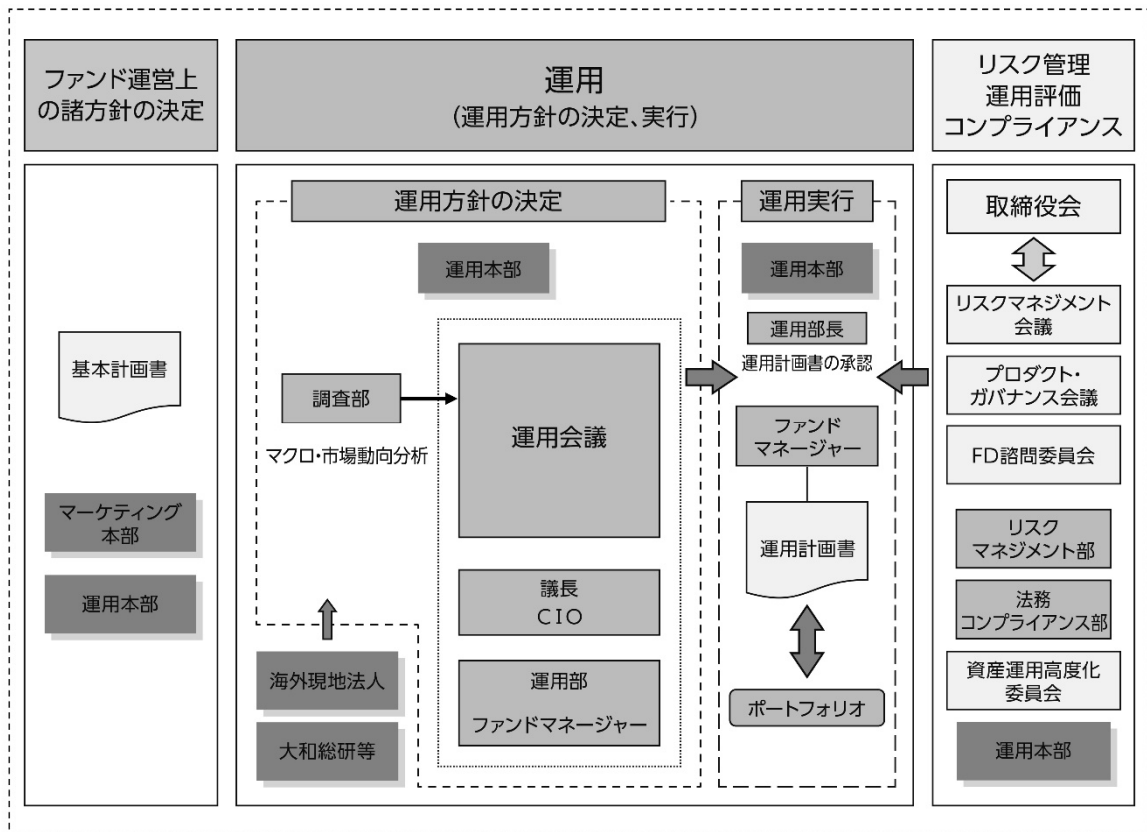 ファンド運営上
の諸方針の決定
運用
(運用方針の決定、実行)
リスク管理
運用評価
コンプライアンス
基本計画書
マーケティング
本部
運用本部
運用方針の決定
運用本部
調査部
マクロ・市場動向分析
運用会議
議長
CIO
運用部
ファンドマネージャー
海外現地法人
大和総研等
運用実行
運用本部
運用部長
運用計画書の承認
ファンド
マネージャー
運用計画書
ポートフォリオ
取締役会
リスクマネジメント
会議
プロダクト・
ガバナンス会議
FD諮問委員会
リスク
マネジメント部
法務
コンプライアンス部
資産運用高度化
委員会
運用本部